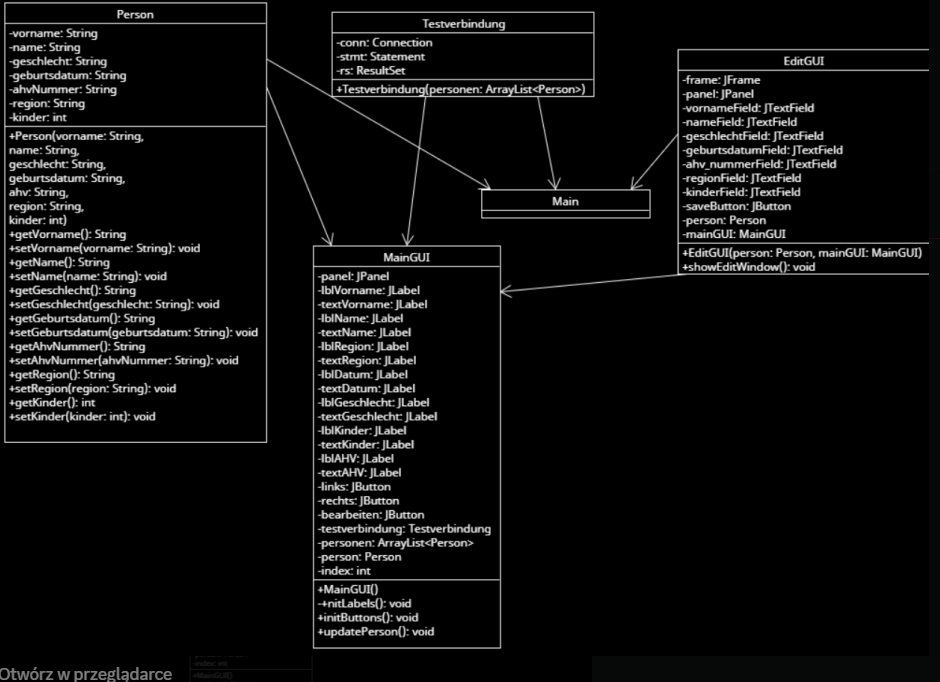 Person
-vorname: String
-name: String
-geschlecht: String
-geburtsdatum: String
-ahvNummer: String
-region: String
-kinder: int
+Person(vorname: String,
name: String,
geschlecht: String,
geburtsdatum: String,
ahv: String,
region: String,
kinder: int)
+getVorname(): String
+setVorname(vorname: String): void
+getName(): String
+setName(name: String): void
+getGeschlecht(): String
+setGeschlecht(geschlecht: String): void
+getGeburtsdatum(): String
+setGeburtsdatum(geburtsdatum: String): void
+getAhvNummer(): String
+setAhvNummer(ahvNummer: String): void
+getRegion(): String
+setRegion(region: String): void
+getKinder(): int
+setKinder(kinder: int): void
Testverbindung
-conn: Connection
-stmt: Statement
-rs: ResultSet
+Testverbindung(personen: ArrayList<Person>)
EditGUI
-frame: JFrame
-panel: JPanel
-vornameField: JTextField
-nameField: JTextField
-geschlechtField: JTextField
-geburtsdatumField: JTextField
-ahv_nummerField: JTextField
-regionField: JTextField
-kinderField: JTextField
-saveButton: JButton
-person: Person
-mainGUI: MainGUI
+EditGUI(person: Person, mainGUI: MainGUI)
+showEditWindow(): void
Main
MainGUI
-panel: JPanel
-lblVorname: JLabel
-textVorname: JLabel
-lblName: JLabel
-textName: JLabel
-lblRegion: JLabel
-textRegion: JLabel
-lblDatum: JLabel
-textDatum: JLabel
-lblGeschlecht: JLabel
-textGeschlecht: JLabel
-lblKinder: JLabel
-textKinder: JLabel
-lblAHV: JLabel
-textAHV: JLabel
-links: JButton
-rechts: JButton
-bearbeiten: JButton
-testverbindung: Testverbindung
-personen: ArrayList<Person>
-person: Person
-index: int
+MainGUI()
-+nitLabels(): void
+initButtons(): void
+updatePerson(): void
-index: int
+MainGUI()
Otwórz w przeglądarce